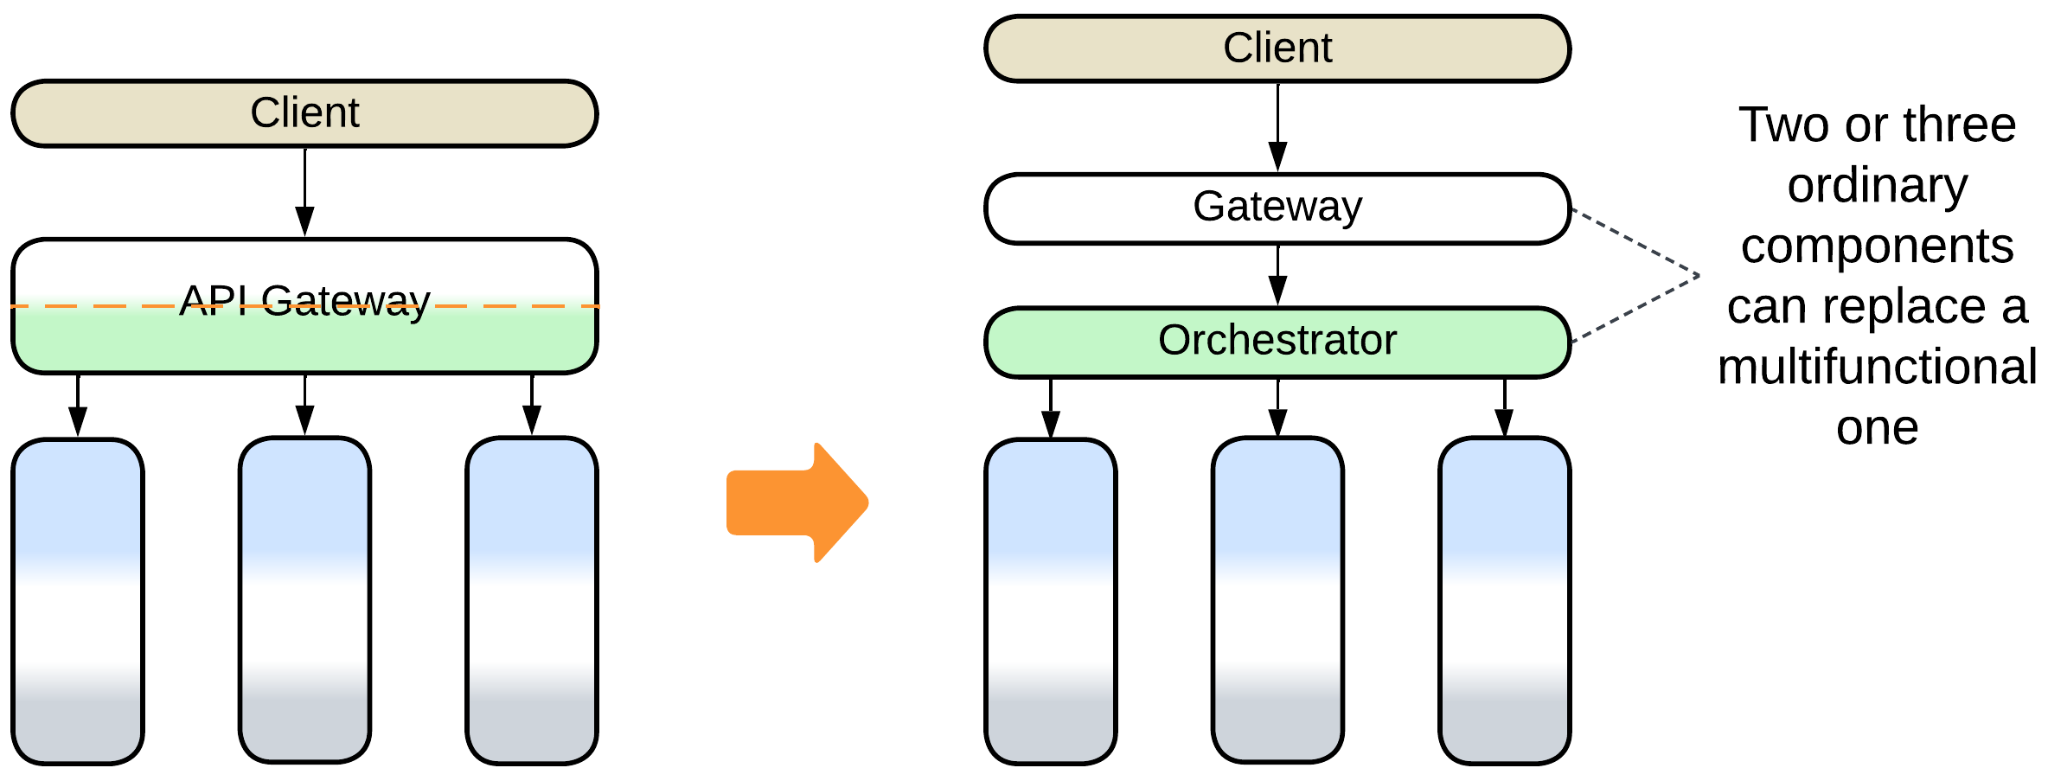 Client
API Gateway
Client
Gateway
Orchestrator
Two or three
ordinary
components
can replace a
multifunctional
one